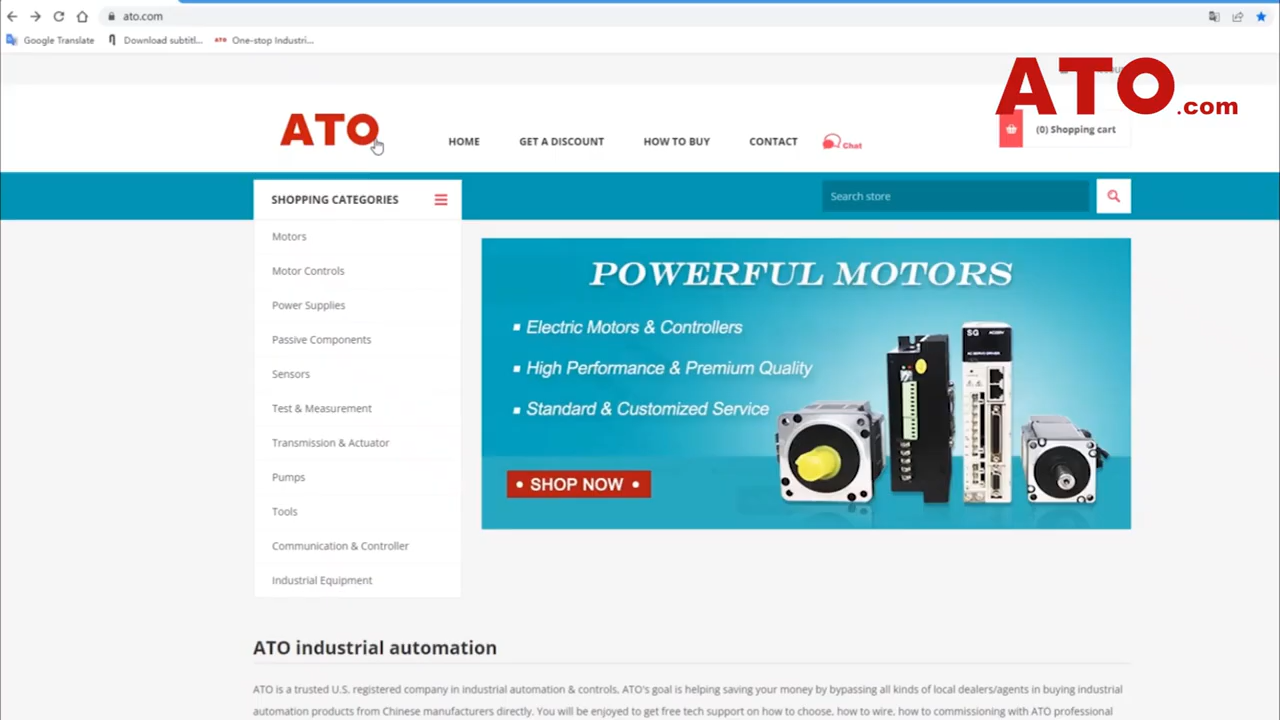 ato.com
Google Translate
Download subtitl...
ATO
One-stop Industri...
ATO.com
ATO
HOME
GET A DISCOUNT
HOW TO BUY
CONTACT
Chat
(0) Shopping cart
SHOPPING CATEGORIES
Search store
Motors
Motor Controls
Power Supplies
Passive Components
Sensors
Test & Measurement
Transmission & Actuator
Pumps
Tools
Communication & Controller
Industrial Equipment
POWERFUL MOTORS
▪ Electric Motors & Controllers
▪ High Performance & Premium Quality
▪ Standard & Customized Service
• SHOP NOW •
SG
ATO industrial automation
ATO is a trusted U.S. registered company in industrial automation & controls, ATO's goal is helping saving your money by bypassing all kinds of local dealers/agents in buying industrial
automation products from Chinese manufacturers directly. You will be enjoyed to get free tech support on how to choose, how to wire, how to commissioning with ATO professional